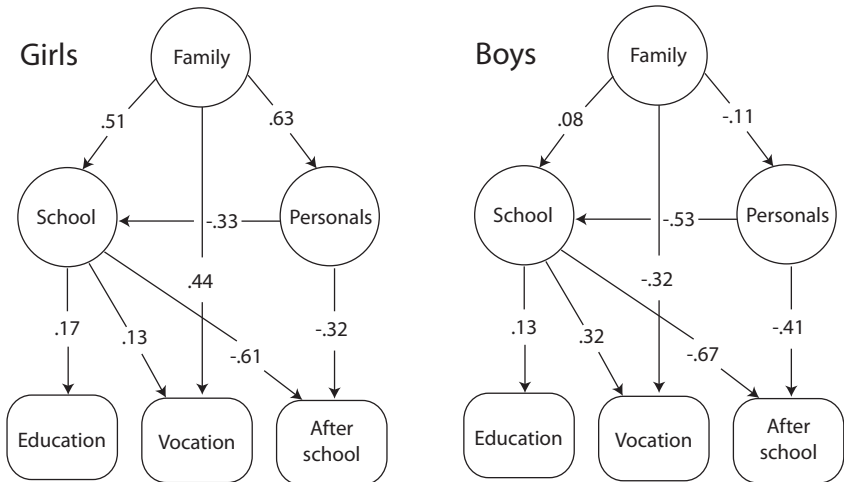 Girls
Family
.51
.63
School
-.33
Personals
.44
.17
.13
-.32
-.61
Education
Vocation
After
school
Boys
Family
.08
-.11
School
-.53
Personals
-.32
.13
.32
-.41
-.67
Education
Vocation
After
school